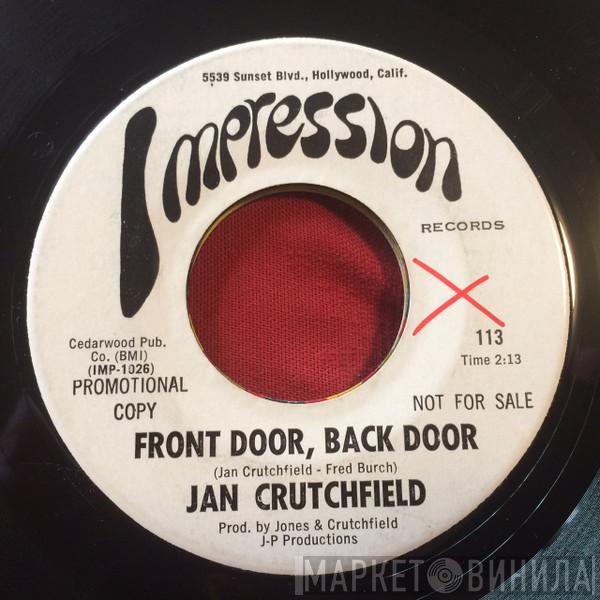 5539 Sunset Blvd., Hollywood, Calif.
Impression
RECORDS
Cedarwood Pub.
Co. (BMI)
(IMP-1026)
PROMOTIONAL
COPY
113
Time 2:13
NOT FOR SALE
FRONT DOOR, BACK DOOR
(Jan Crutchfield - Fred Burch)
JAN CRUTCHFIELD
Prod. by Jones & Crutchfield
J-P Productions
МАРКЕТ ВИНИЛА